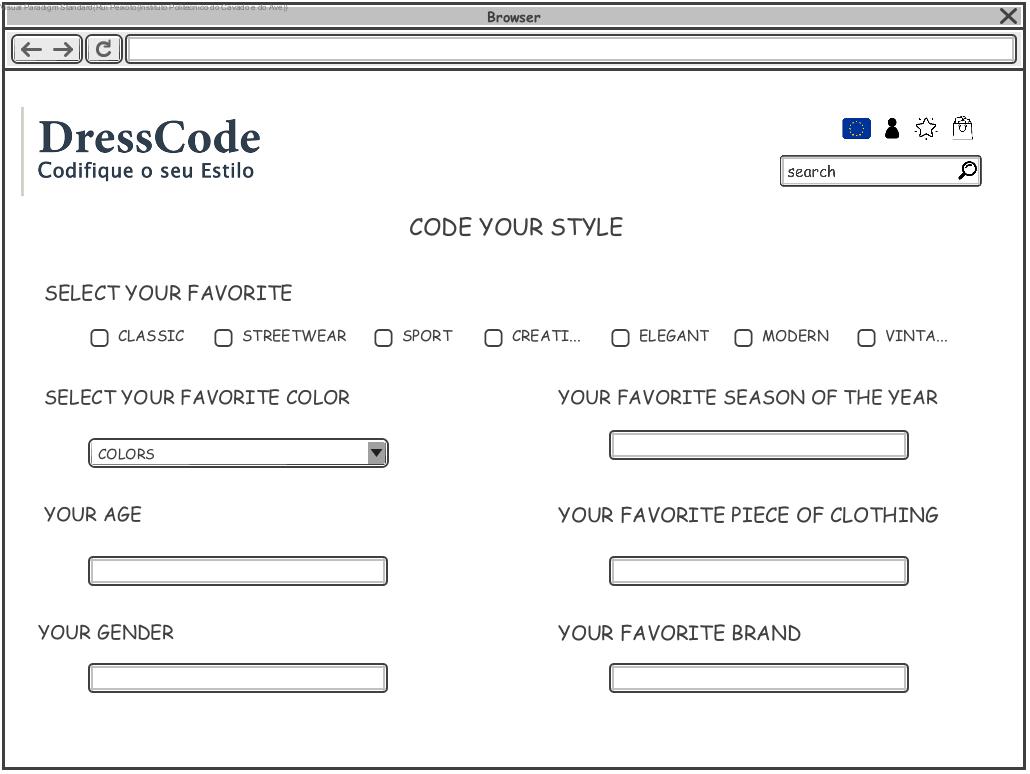 Visual Paradigm Standard(Rui Peixoto(Instituto Politécnico do Cávado e do Ave))
Browser
DressCode
Codifique o seu Estilo
search
CODE YOUR STYLE
SELECT YOUR FAVORITE
CLASSIC STREETWEAR SPORT CREATI... ELEGANT MODERN VINTA...
SELECT YOUR FAVORITE COLOR YOUR FAVORITE SEASON OF THE YEAR
COLORS
YOUR AGE YOUR FAVORITE PIECE OF CLOTHING
YOUR GENDER YOUR FAVORITE BRAND